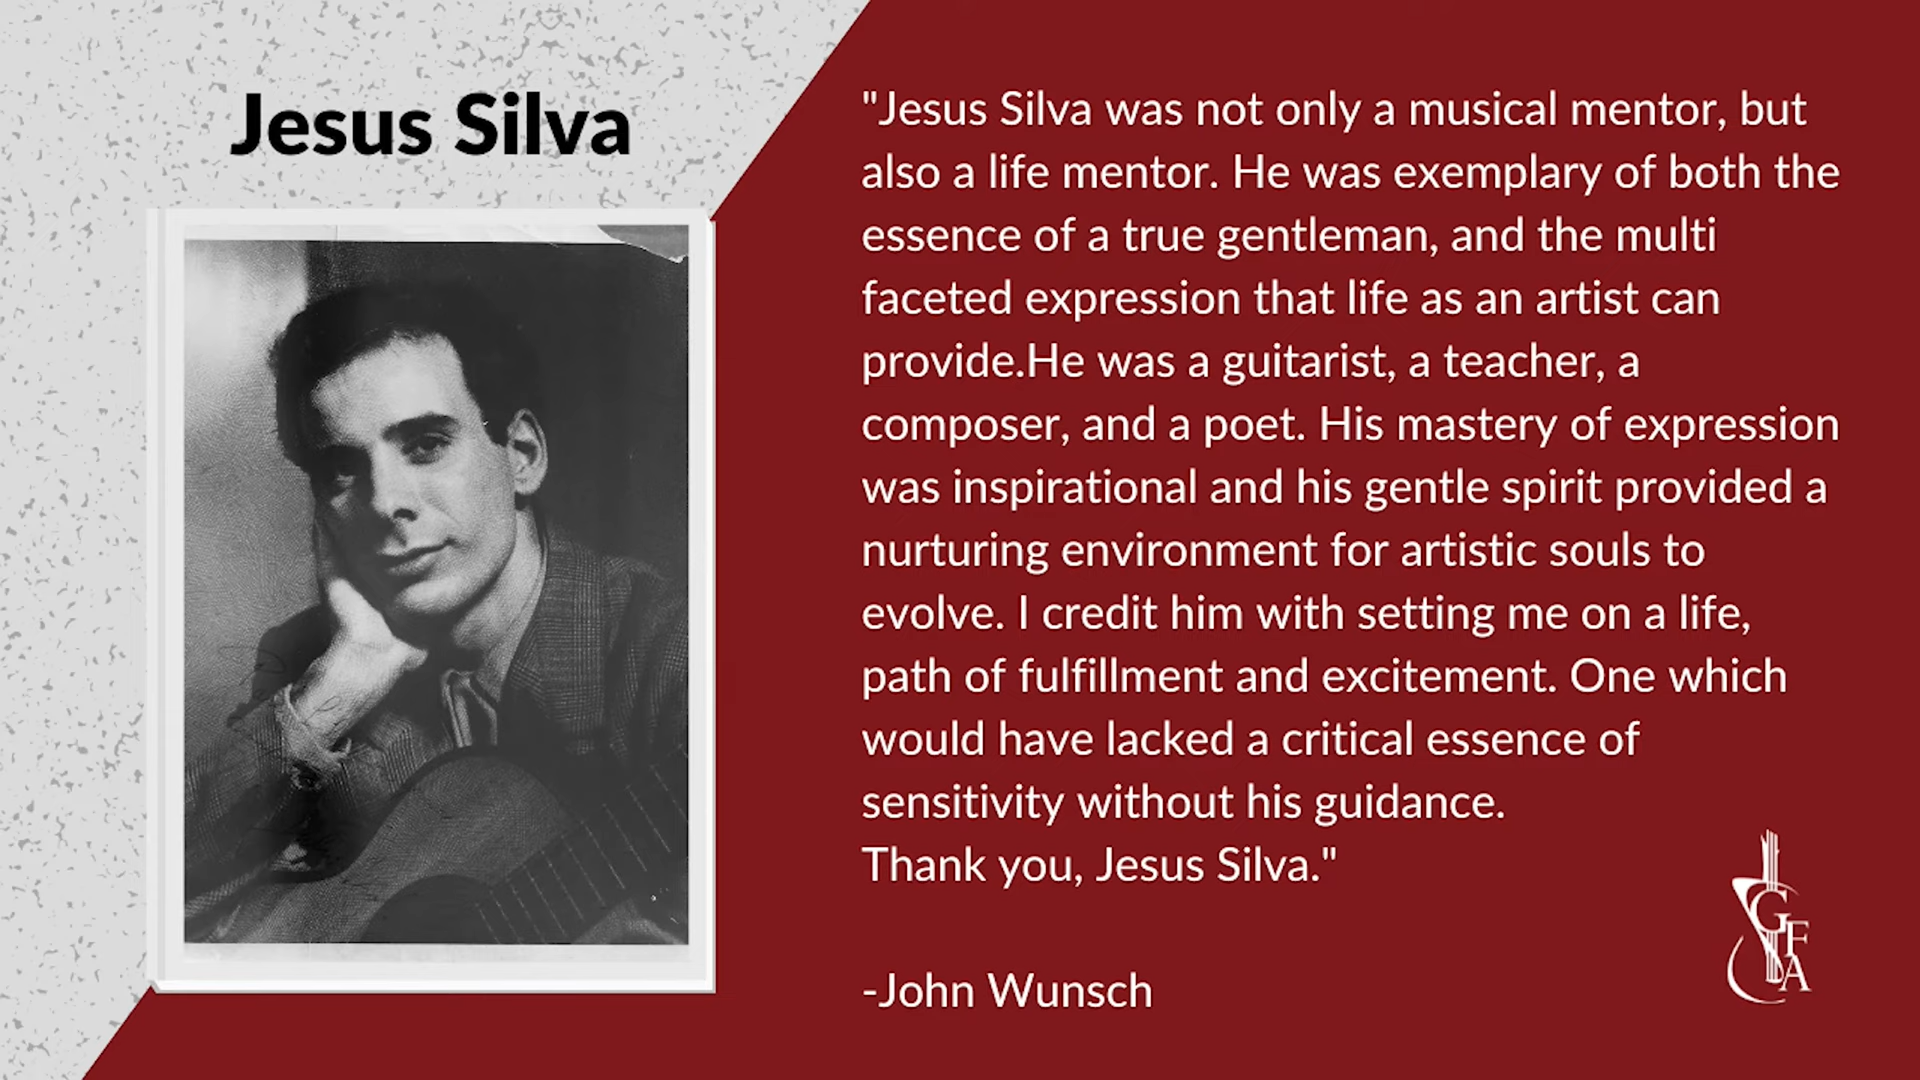 Jesus Silva
"Jesus Silva was not only a musical mentor, but
also a life mentor. He was exemplary of both the
essence of a true gentleman, and the multi
faceted expression that life as an artist can
provide.He was a guitarist, a teacher, a
composer, and a poet. His mastery of expression
was inspirational and his gentle spirit provided a
nurturing environment for artistic souls to
evolve. I credit him with setting me on a life,
path of fulfillment and excitement. One which
would have lacked a critical essence of
sensitivity without his guidance.
Thank you, Jesus Silva."
-John Wunsch
GFA